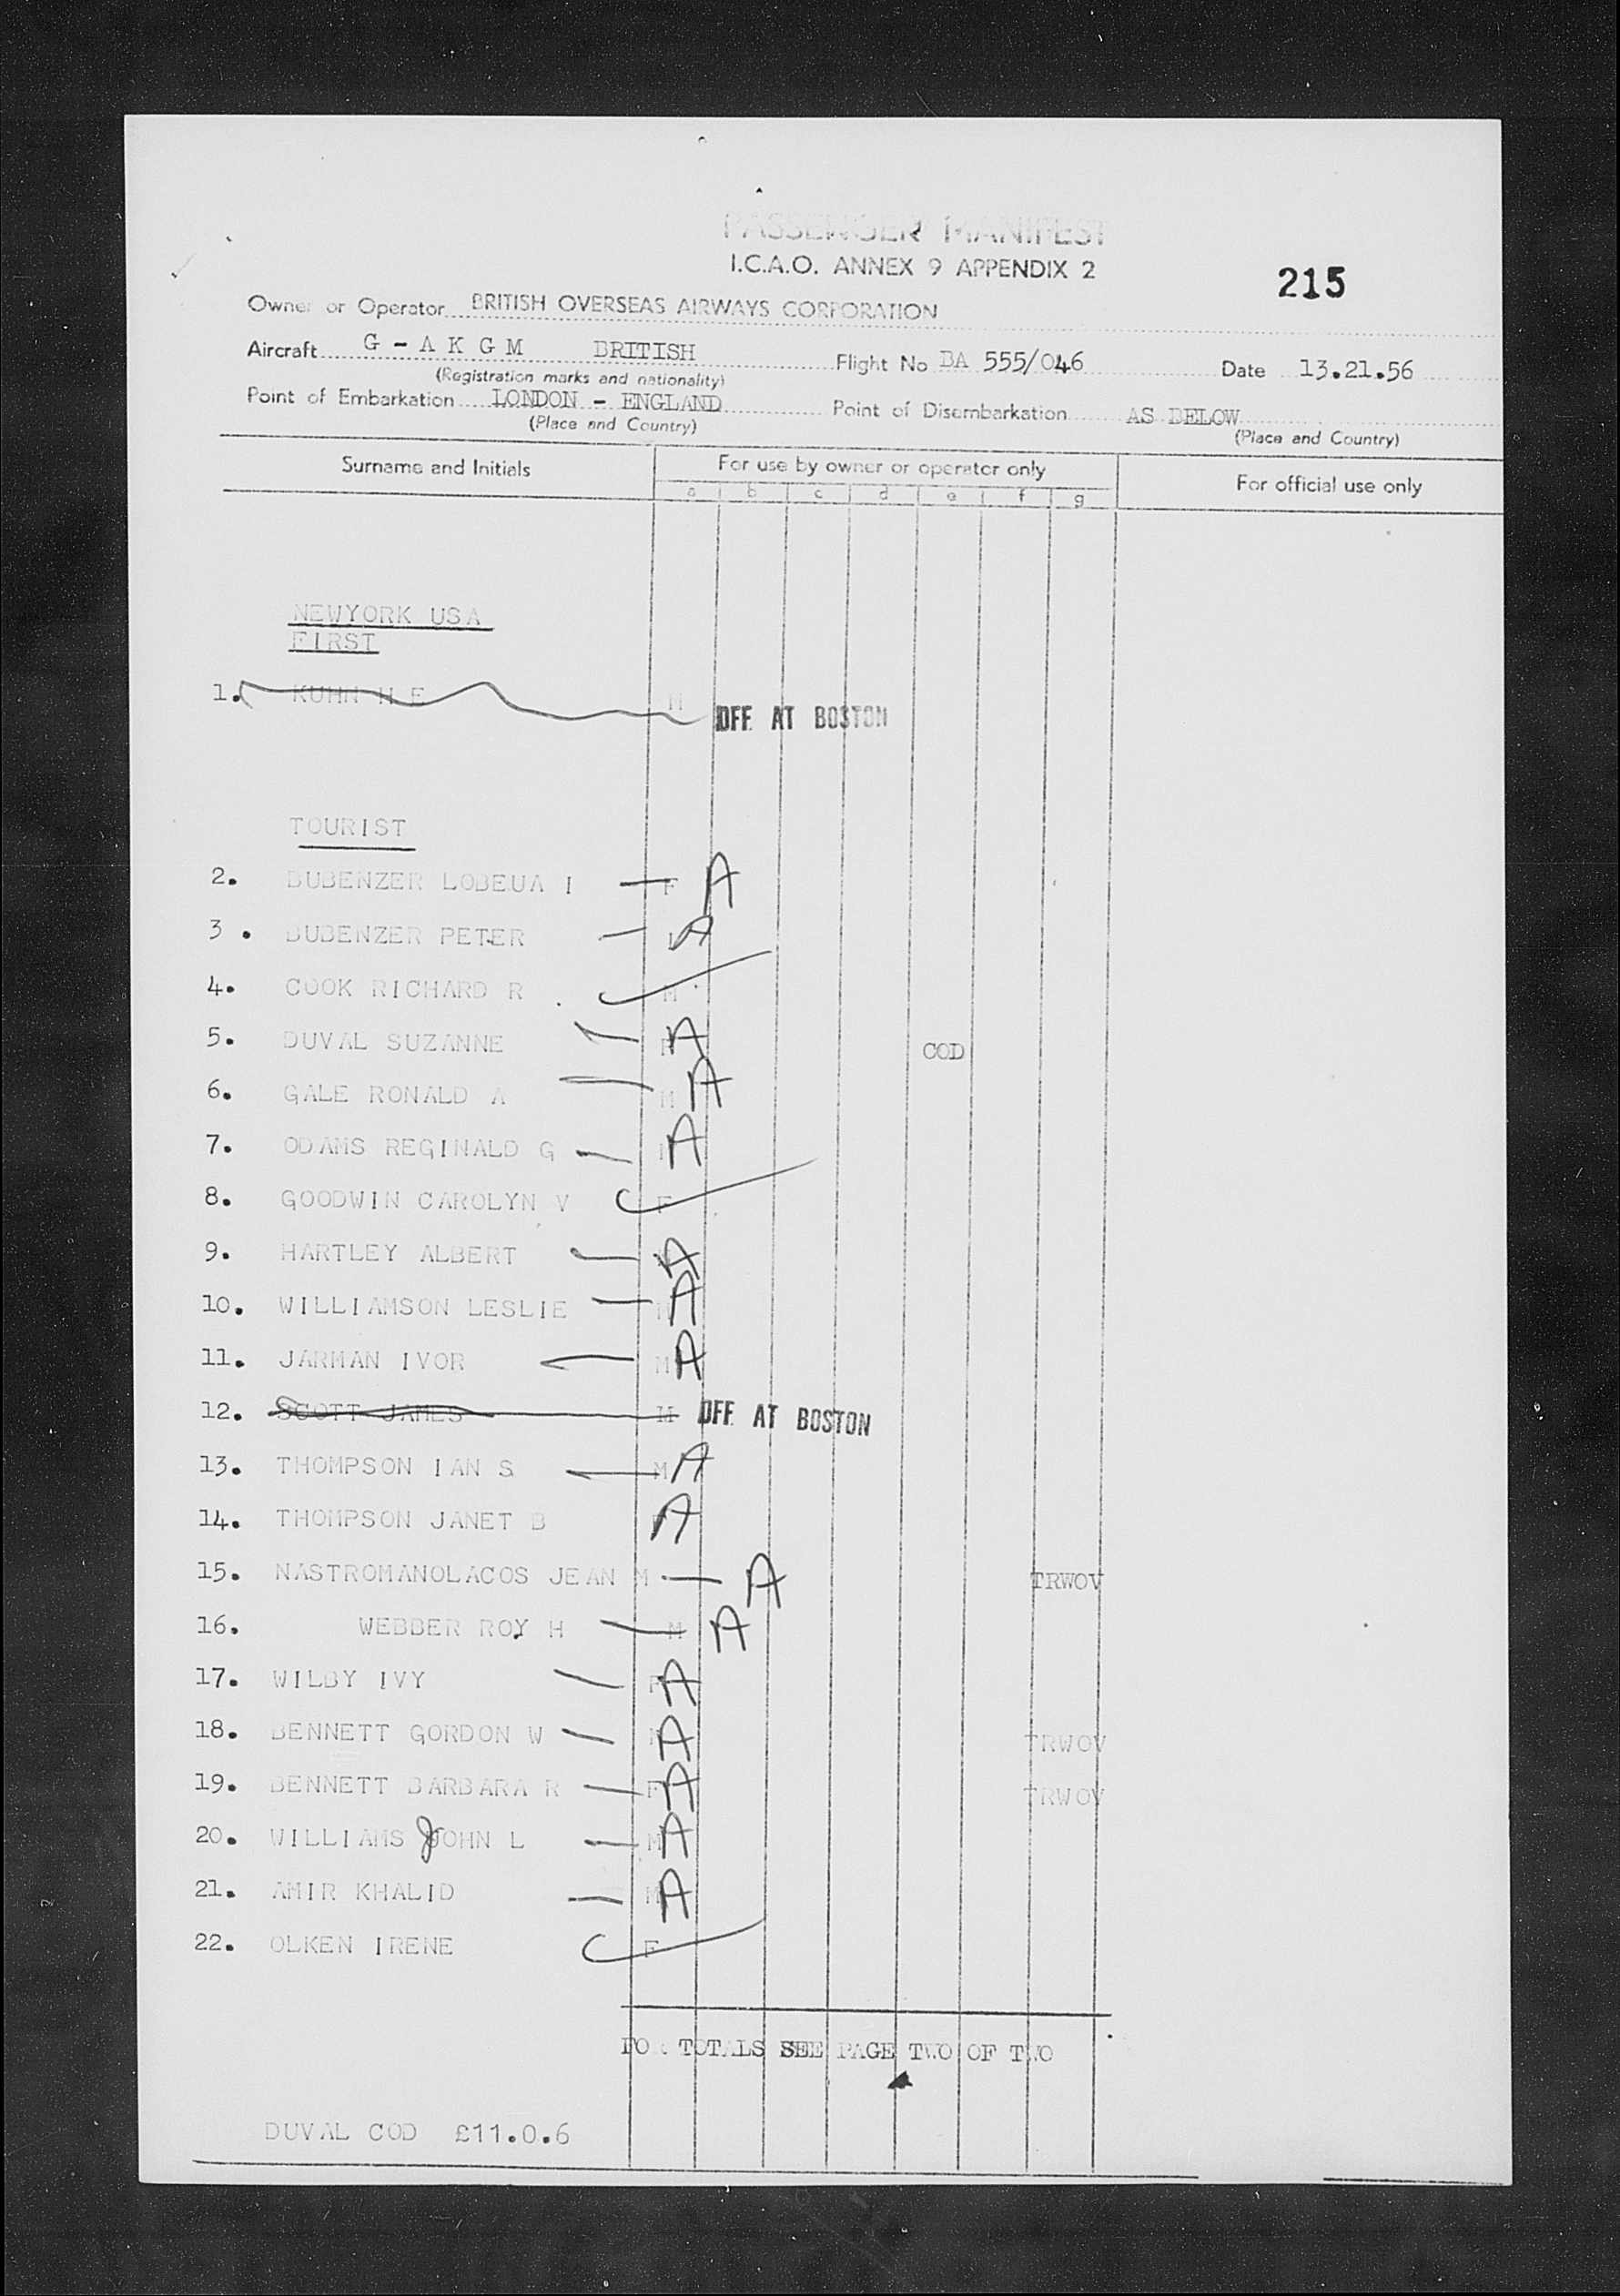 PASSENGER MANIFEST
I.C.A.O. ANNEX 9 APPENDIX 2
215
Owner or Operator BRITISH OVERSEAS AIRWAYS CORPORATION
Aircraft G - A K G M BRITISH Flight No BA 555/046 Date 13.21.56
(Registration marks and nationality)
Point of Embarkation LONDON - ENGLAND Point of Disembarkation AS BELOW
(Place and Country) (Place and Country)
Surname and Initials For use by owner or operator only For official use only
a b c d e f g
NEWYORK USA
FIRST
1. KUHN H E M OFF AT BOSTON
TOURIST
2. BUBENZER LOBEUA I F A
3 . BUBENZER PETER A
4. COOK RICHARD R M
5. DUVAL SUZANNE F A COD
6. GALE RONALD A M A
7. ODAMS REGINALD G A
8. GOODWIN CAROLYN V F
9. HARTLEY ALBERT A
10. WILLIAMSON LESLIE M A
11. JARMAN IVOR M A
12. SCOTT JAMES M OFF AT BOSTON
13. THOMPSON IAN S M A
14. THOMPSON JANET B A
15. NASTROMANOLACOS JEAN M A TRWOV
16. WEBBER ROY H M A
17. WILBY IVY F A
18. BENNETT GORDON W M A TRWOV
19. BENNETT BARBARA R F A TRWOV
20. WILLIAMS JOHN L M A
21. AMIR KHALID M A
22. OLKEN IRENE F
FOR TOTALS SEE PAGE TWO OF TWO
DUVAL COD £11.0.6